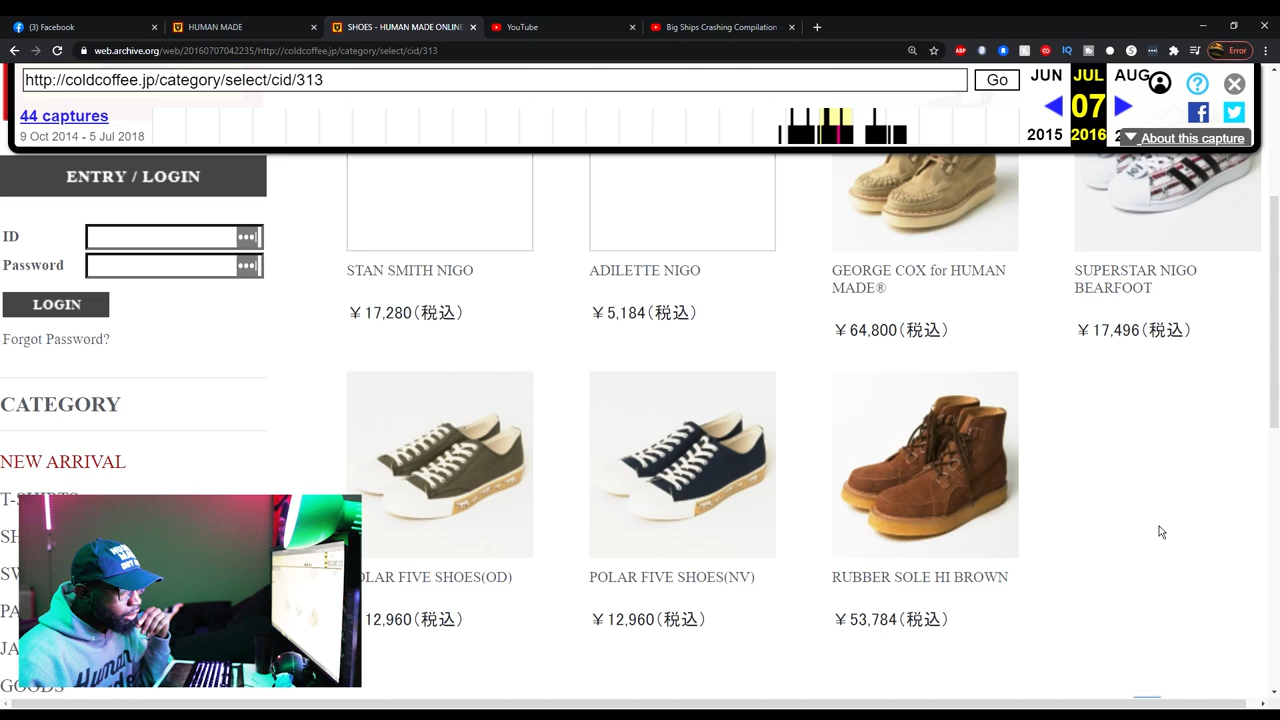 (3) Facebook
HUMAN MADE
SHOES - HUMAN MADE ONLINE
YouTube
Big Ships Crashing Compilation -
web.archive.org/web/20160707042235/http://coldcoffee.jp/category/select/cid/313
ABP
IQ
S
Error
http://coldcoffee.jp/category/select/cid/313
Go
JUN JUL AUG
44 captures
07
9 Oct 2014 - 5 Jul 2018
2015 2016 2
About this capture
ENTRY / LOGIN
ID
Password
LOGIN
Forgot Password?
CATEGORY
NEW ARRIVAL
T-SHIRTS
SH
SW
PA
JA
GOODS
STAN SMITH NIGO
￥17,280(税込)
ADILETTE NIGO
￥5,184(税込)
GEORGE COX for HUMAN
MADE®
￥64,800(税込)
SUPERSTAR NIGO
BEARFOOT
￥17,496(税込)
OLAR FIVE SHOES(OD)
12,960(税込)
POLAR FIVE SHOES(NV)
￥12,960(税込)
RUBBER SOLE HI BROWN
￥53,784(税込)
Human